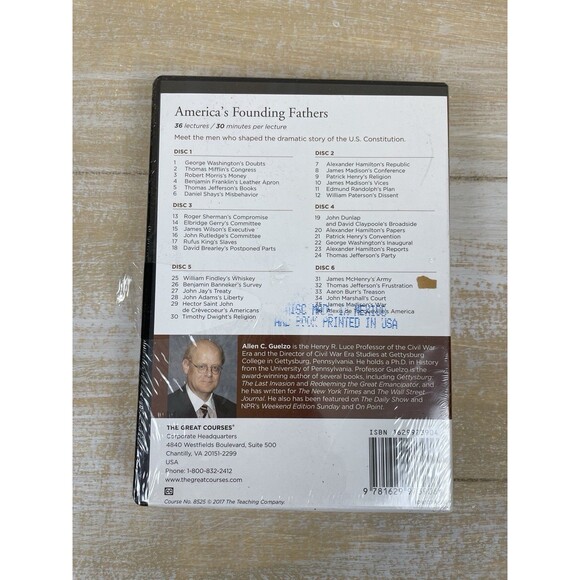 America's Founding Fathers
36 lectures / 30 minutes per lecture
Meet the men who shaped the dramatic story of the U.S. Constitution.
DISC 1
1 George Washington's Doubts
2 Thomas Mifflin's Congress
3 Robert Morris's Money
4 Benjamin Franklin's Leather Apron
5 Thomas Jefferson's Books
6 Daniel Shays's Misbehavior
DISC 2
7 Alexander Hamilton's Republic
8 James Madison's Conference
9 Patrick Henry's Religion
10 James Madison's Vices
11 Edmund Randolph's Plan
12 William Paterson's Dissent
DISC 3
13 Roger Sherman's Compromise
14 Elbridge Gerry's Committee
15 James Wilson's Executive
16 John Rutledge's Committee
17 Rufus King's Slaves
18 David Brearley's Postponed Parts
DISC 4
19 John Dunlap
and David Claypoole's Broadside
20 Alexander Hamilton's Papers
21 Patrick Henry's Convention
22 George Washington's Inaugural
23 Alexander Hamilton's Reports
24 Thomas Jefferson's Party
DISC 5
25 William Findley's Whiskey
26 Benjamin Banneker's Survey
27 John Jay's Treaty
28 John Adams's Liberty
29 Hector Saint John
de Crèvecoeur's Americans
30 Timothy Dwight's Religion
DISC 6
31 James McHenry's Army
32 Thomas Jefferson's Frustration
33 Aaron Burr's Treason
34 John Marshall's Court
James Madison's War
America
DISC MADE IN MEXICO
AND BOOK PRINTED IN USA
Allen C. Guelzo is the Henry R. Luce Professor of the Civil War
Era and the Director of Civil War Era Studies at Gettysburg
College in Gettysburg, Pennsylvania. He holds a Ph.D. in
History from the University of Pennsylvania. Professor Guelzo is the
award-winning author of several books, including Gettysburg:
The Last Invasion and Redeeming the Great Emancipator, and
he has written for The New York Times and The Wall Street
Journal. He also has been featured on The Daily Show and
NPR's Weekend Edition Sunday and On Point.
THE GREAT COURSES®
Corporate Headquarters
4840 Westfields Boulevard, Suite 500
Chantilly, VA 20151-2299
USA
Phone: 1-800-832-2412
www.thegreatcourses.com
Course No. 8525 © 2017 The Teaching Company.
ISBN
9 781629